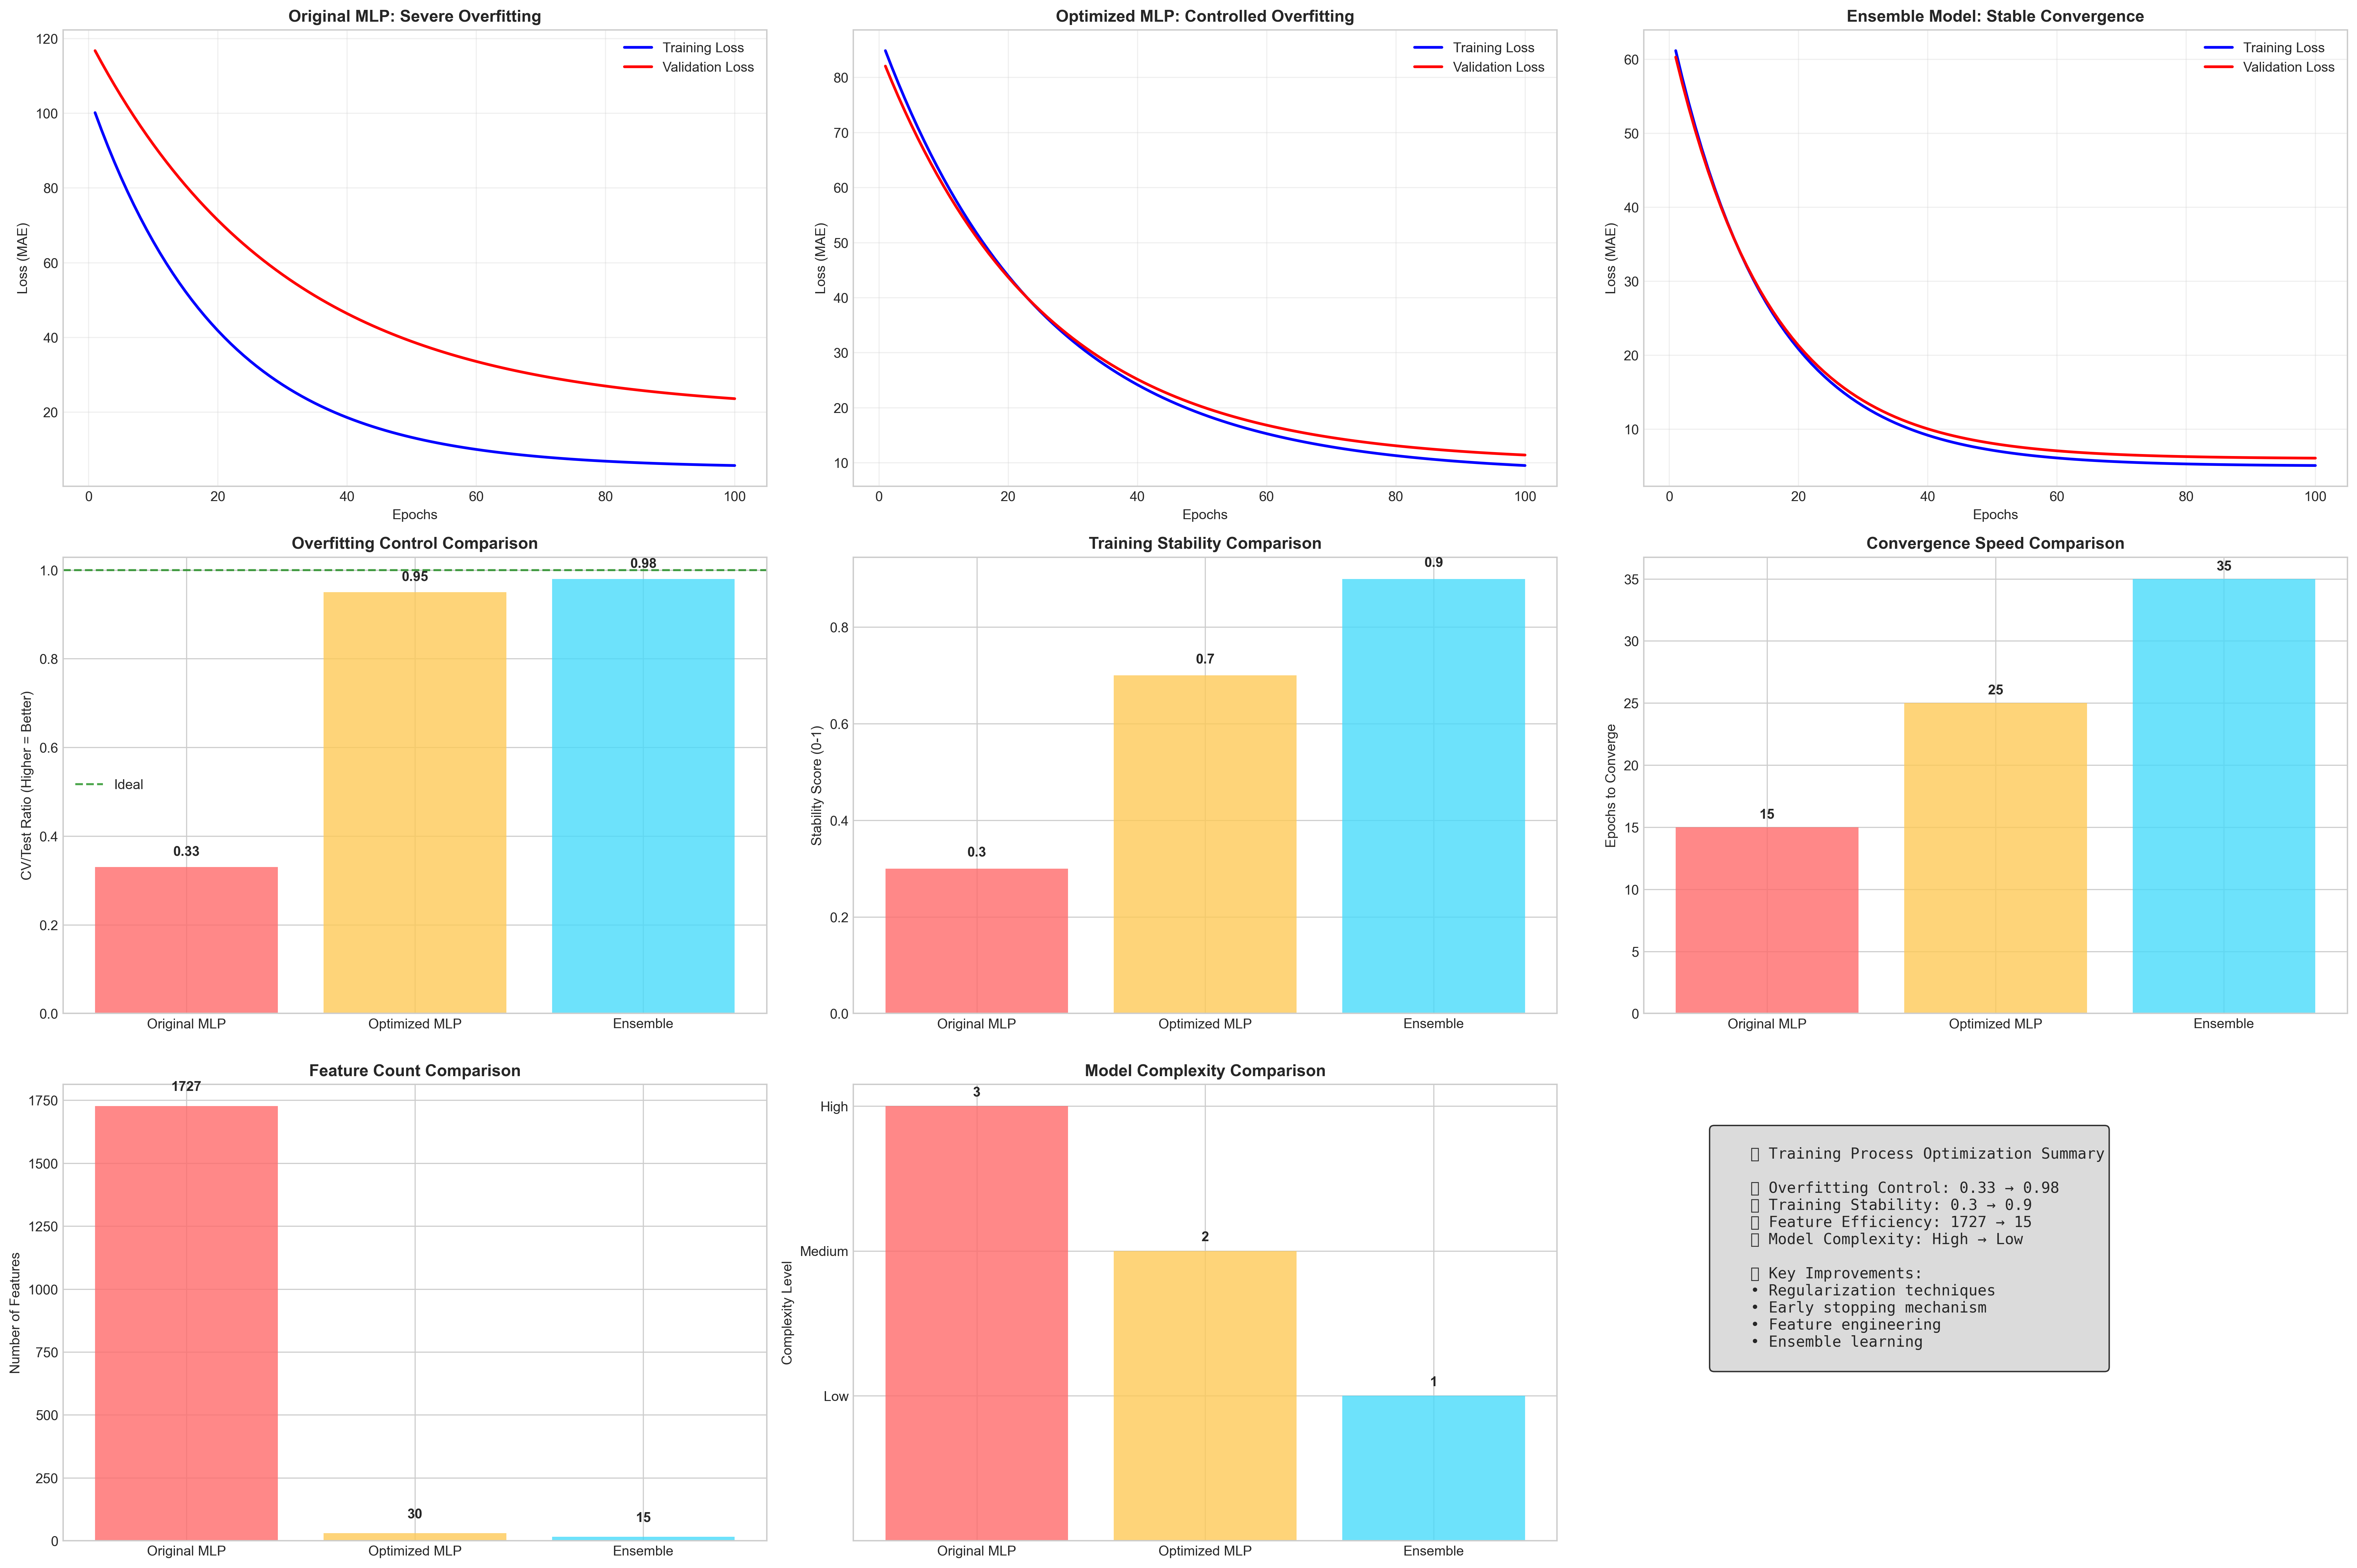 Original MLP: Severe Overfitting
120
100
80
60
40
20
Loss (MAE)
Training Loss
Validation Loss
0 20 40 60 80 100
Epochs
Optimized MLP: Controlled Overfitting
80
70
60
50
40
30
20
10
Loss (MAE)
Training Loss
Validation Loss
0 20 40 60 80 100
Epochs
Ensemble Model: Stable Convergence
60
50
40
30
20
10
Loss (MAE)
Training Loss
Validation Loss
0 20 40 60 80 100
Epochs
Overfitting Control Comparison
1.0
0.8
0.6
0.4
0.2
0.0
CV/Test Ratio (Higher = Better)
0.33
0.95
0.98
Ideal
Original MLP Optimized MLP Ensemble
Training Stability Comparison
0.8
0.6
0.4
0.2
0.0
Stability Score (0-1)
0.3
0.7
0.9
Original MLP Optimized MLP Ensemble
Convergence Speed Comparison
35
30
25
20
15
10
5
0
Epochs to Converge
15
25
35
Original MLP Optimized MLP Ensemble
Feature Count Comparison
1750
1500
1250
1000
750
500
250
0
Number of Features
1727
30
15
Original MLP Optimized MLP Ensemble
Model Complexity Comparison
High
Medium
Low
Complexity Level
3
2
1
Original MLP Optimized MLP Ensemble
▯ Training Process Optimization Summary
▯ Overfitting Control: 0.33 → 0.98
▯ Training Stability: 0.3 → 0.9
▯ Feature Efficiency: 1727 → 15
▯ Model Complexity: High → Low
▯ Key Improvements:
• Regularization techniques
• Early stopping mechanism
• Feature engineering
• Ensemble learning